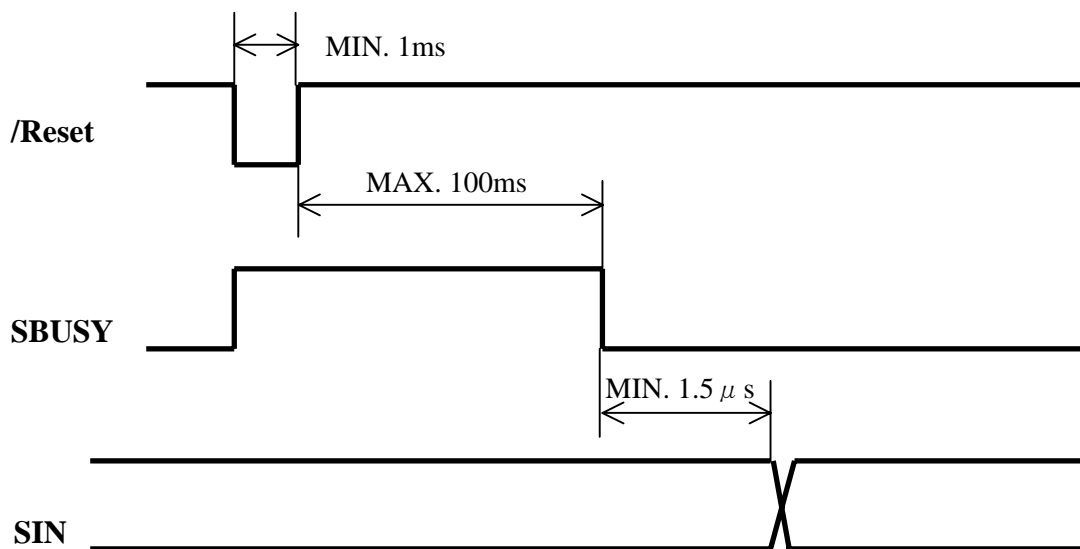 MIN. 1ms
/Reset
MAX. 100ms
SBUSY
MIN. 1.5 μ s
SIN